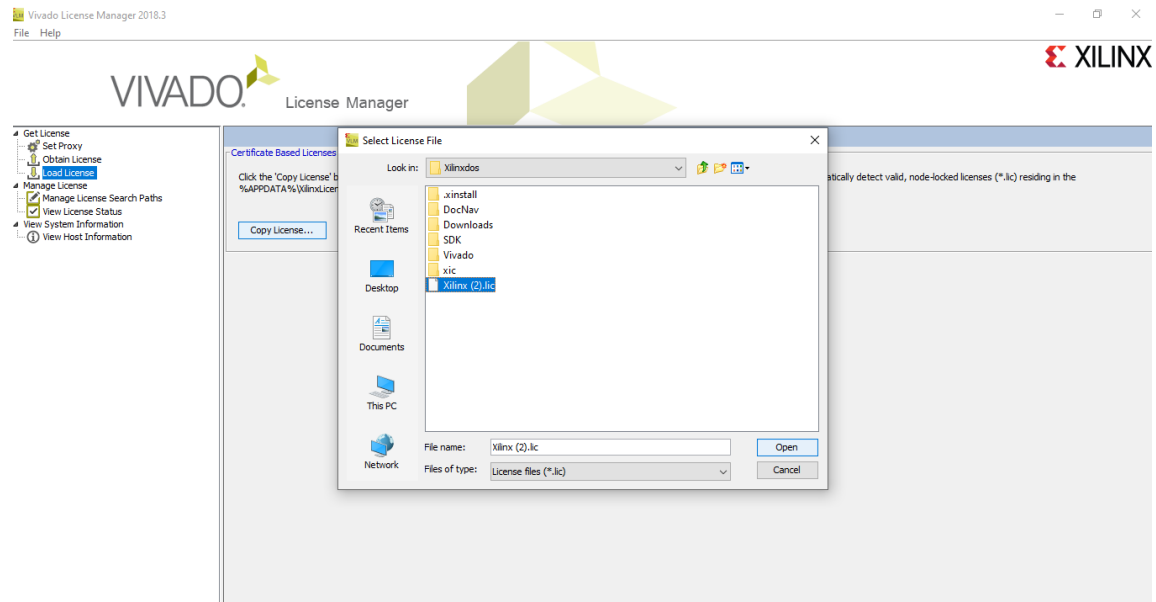 Vivado License Manager 2018.3
File Help
XILINX
VIVADO. License Manager
Get License
Set Proxy
Obtain License
Load License
Manage License
Manage License Search Paths
View License Status
View System Information
View Host Information
Certificate Based Licenses
Click the 'Copy License' b
%APPDATA%\XilinxLicen
atically detect valid, node-locked licenses (*.lic) residing in the
Copy License...
Select License File
Look in: Xilinxdos
Recent Items
Desktop
Documents
This PC
Network
.xinstall
DocNav
Downloads
SDK
Vivado
xic
Xilinx (2).lic
File name: Xilinx (2).lic Open
Files of type: License files (*.lic) Cancel